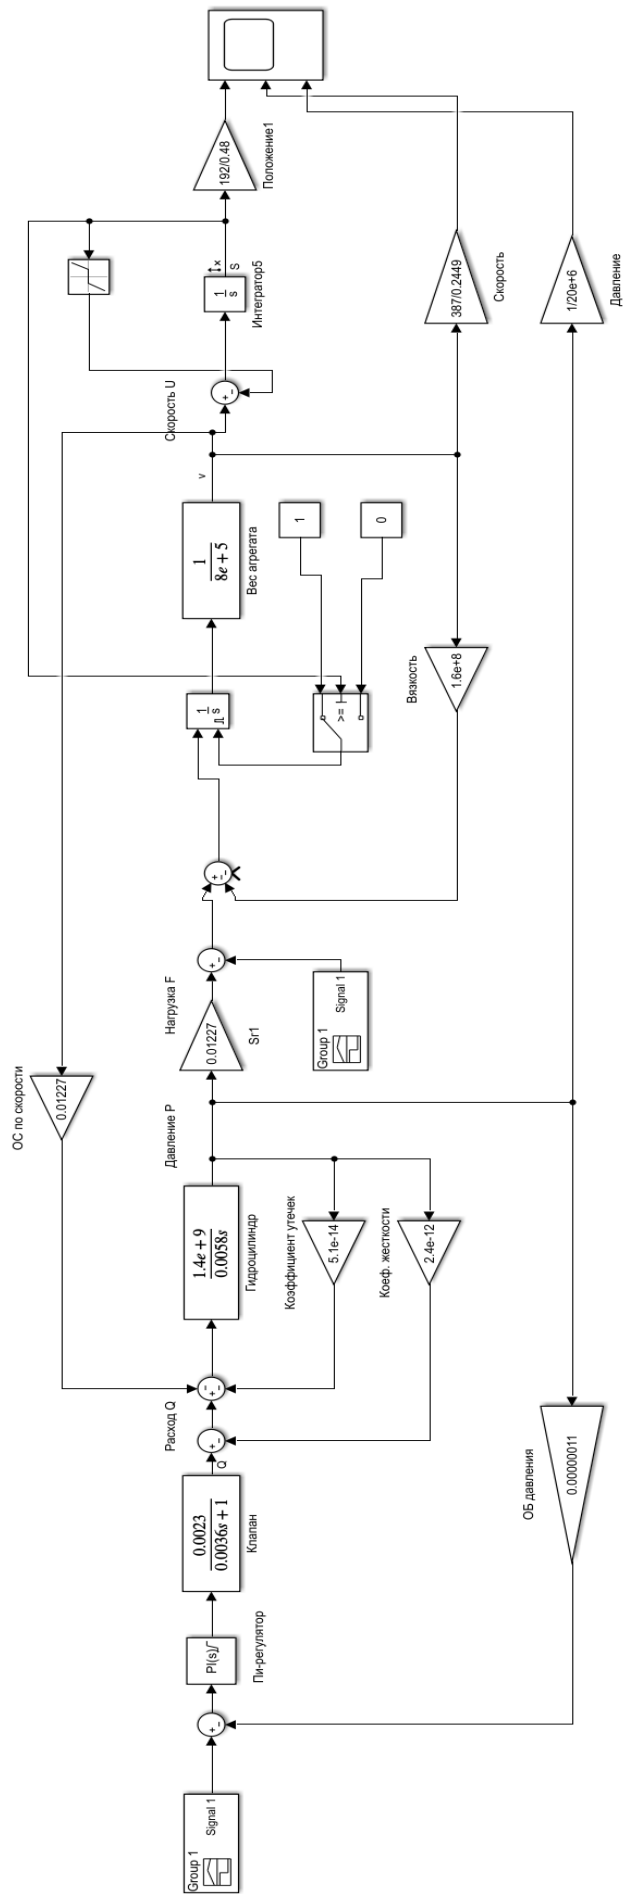 Group 1
Signal 1
+
−
PI(s)
Пи-регулятор
0.0023
0.0036s + 1
Клапан
Q
+
−
Расход Q
−
+
−
1.4e + 9
0.0058s
Гидроцилиндр
Коэффициент утечек
5.1e-14
Коеф. жесткости
2.4e-12
ОБ давления
0.00000011
ОС по скорости
0.01227
Давление P
0.01227
Sr1
Нагрузка F
+
−
Group 1
Signal 1
+
−
−
1
s
>=
Вязкость
1.6e+8
1
8e + 5
Вес агрегата
1
0
v
Скорость U
+
−
1
s
x
S
Интегратор5
192/0.48
Положение1
387/0.2449
Скорость
1/20e+6
Давление